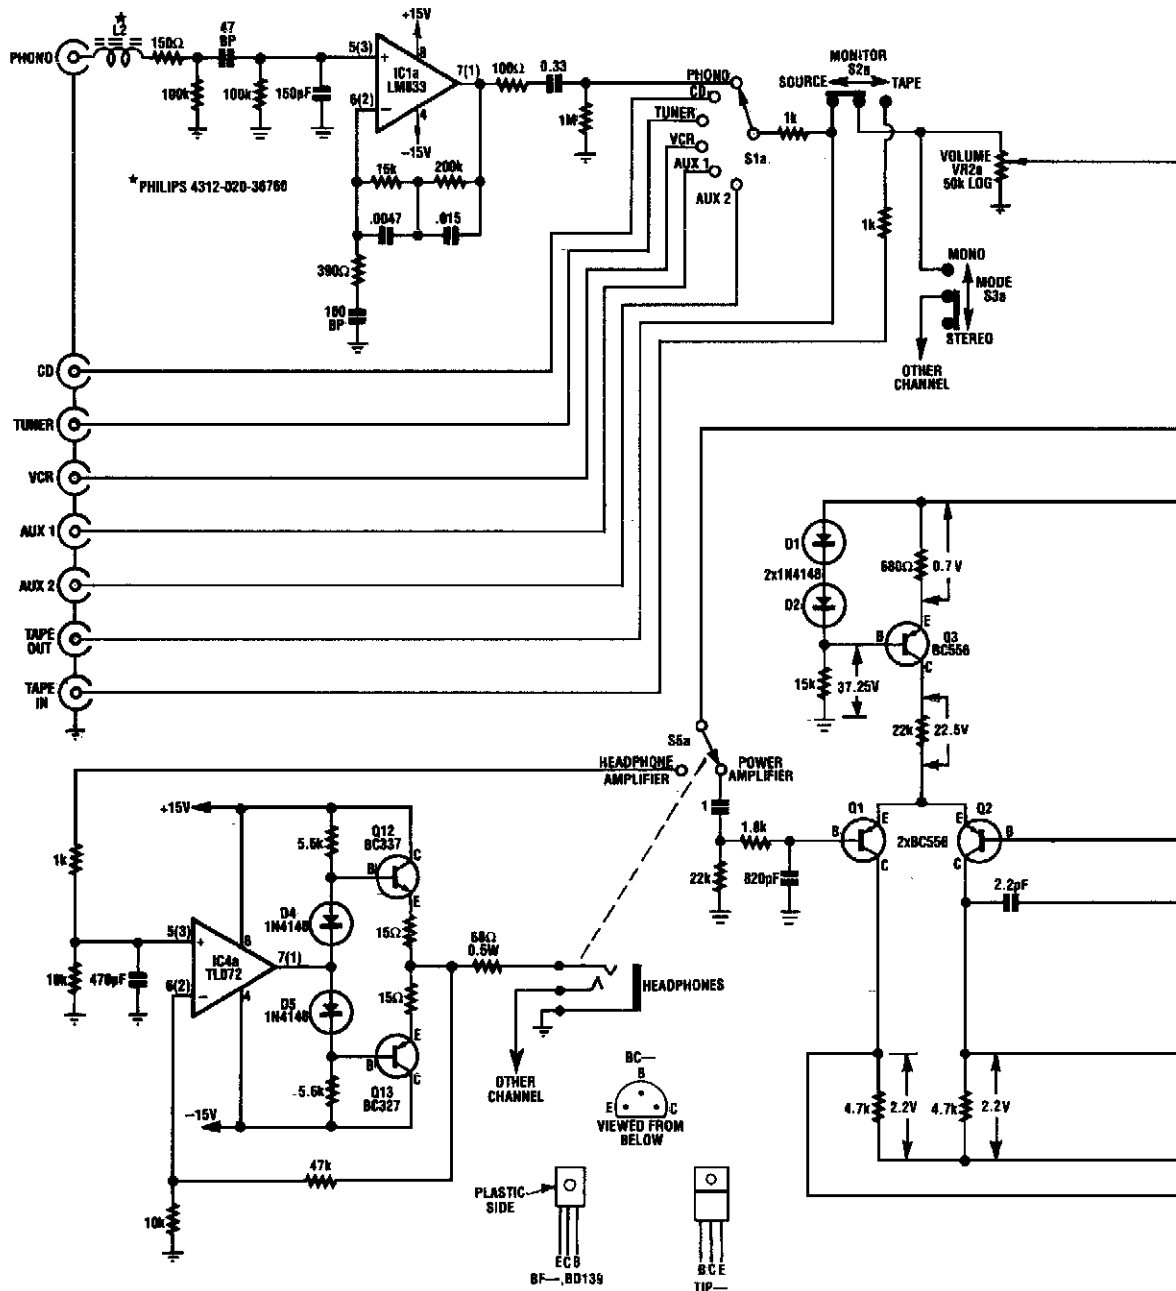 ★
L2
PHONO
150Ω
47
BP
100k
100k
150pF
+15V
5(3)
+
8
IC1a
LM833
7(1)
6(2)
−
4
−15V
100Ω
0.33
1M
15k
200k
.0047
.015
390Ω
100
BP
★ PHILIPS 4312-020-36760
PHONO
CD
TUNER
VCR
AUX 1
AUX 2
S1a
1k
MONITOR
S2a
SOURCE
TAPE
1k
VOLUME
VR2a
50k LOG
MONO
MODE
S3a
STEREO
OTHER
CHANNEL
CD
TUNER
VCR
AUX 1
AUX 2
TAPE
OUT
TAPE
IN
D1
2x1N4148
D2
680Ω
0.7V
E
B
Q3
BC556
C
15k
37.25V
22k
22.5V
S5a
HEADPHONE
AMPLIFIER
POWER
AMPLIFIER
1
1.8k
22k
820pF
Q1
B
E
C
2xBC556
Q2
E
B
C
2.2pF
4.7k
2.2V
4.7k
2.2V
+15V
1k
5.6k
Q12
BC337
B
C
E
D4
1N4148
15Ω
5(3)
+
8
IC4a
TL072
7(1)
6(2)
−
4
10k
470pF
68Ω
0.5W
15Ω
D5
1N4148
E
B
C
5.6k
Q13
BC327
−15V
47k
10k
HEADPHONES
OTHER
CHANNEL
BC—
B
E
C
VIEWED FROM
BELOW
PLASTIC
SIDE
E C B
BF—, BD139
B C E
TIP—